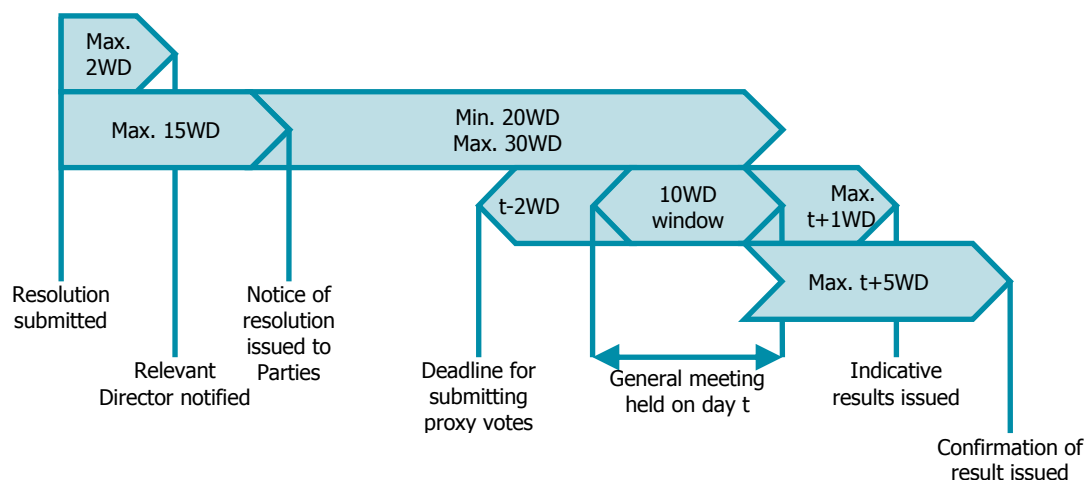 Max.
2WD
Max. 15WD
Min. 20WD
Max. 30WD
t-2WD
10WD
window
Max.
t+1WD
Max. t+5WD
Resolution
submitted
Notice of
resolution
issued to
Parties
Relevant
Director notified
Deadline for
submitting
proxy votes
General meeting
held on day t
Indicative
results issued
Confirmation of
result issued